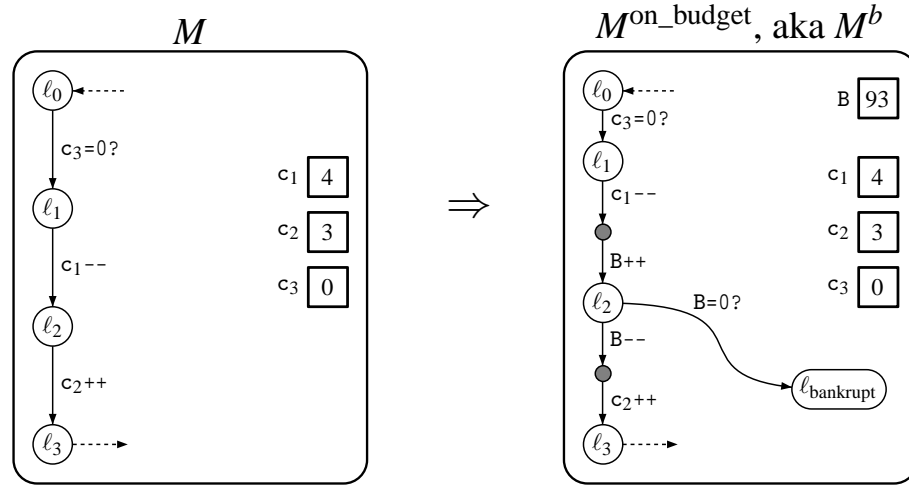 M
ℓ0
c3=0?
ℓ1
c1--
ℓ2
c2++
ℓ3
c1 4
c2 3
c3 0
⇒
M^on_budget, aka M^b
ℓ0
c3=0?
ℓ1
c1--
B++
ℓ2
B=0?
B--
ℓbankrupt
c2++
ℓ3
B 93
c1 4
c2 3
c3 0